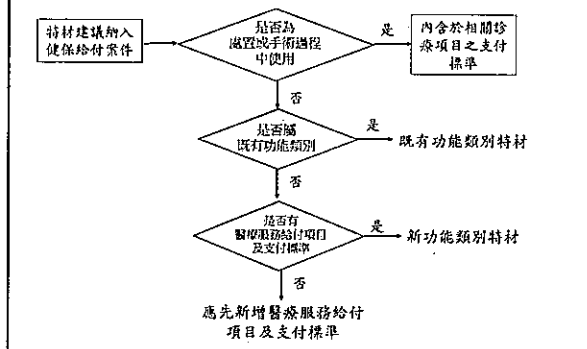 特材建議納入
健保給付案件
是否為
處置或手術過程
中使用
是
內含於相關診
療項目之支付
標準
否
是否屬
既有功能類別
是
既有功能類別特材
否
是否有
醫療服務給付項目
及支付標準
是
新功能類別特材
否
應先新增醫療服務給付
項目及支付標準